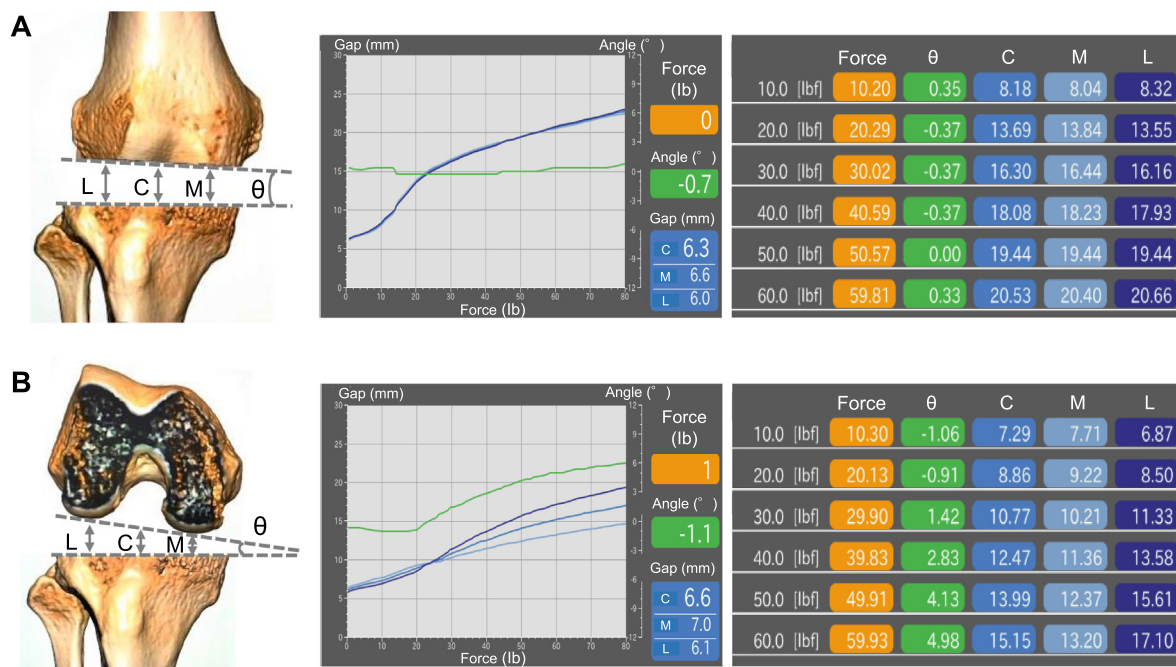 A
L
C
M
θ
Gap (mm)
Angle (°)
30
25
20
15
10
5
0
12
9
6
3
0
-3
-6
-9
-12
0 10 20 30 40 50 60 70 80
Force (lb)
Force
(lb)
0
Angle (°)
-0.7
Gap (mm)
C 6.3
M 6.6
L 6.0
Force θ C M L
10.0 [lbf] 10.20 0.35 8.18 8.04 8.32
20.0 [lbf] 20.29 -0.37 13.69 13.84 13.55
30.0 [lbf] 30.02 -0.37 16.30 16.44 16.16
40.0 [lbf] 40.59 -0.37 18.08 18.23 17.93
50.0 [lbf] 50.57 0.00 19.44 19.44 19.44
60.0 [lbf] 59.81 0.33 20.53 20.40 20.66
B
L
C
M
θ
Gap (mm)
Angle (°)
30
25
20
15
10
5
0
12
9
6
3
0
-3
-6
-9
-12
0 10 20 30 40 50 60 70 80
Force (lb)
Force
(lb)
1
Angle (°)
-1.1
Gap (mm)
C 6.6
M 7.0
L 6.1
Force θ C M L
10.0 [lbf] 10.30 -1.06 7.29 7.71 6.87
20.0 [lbf] 20.13 -0.91 8.86 9.22 8.50
30.0 [lbf] 29.90 1.42 10.77 10.21 11.33
40.0 [lbf] 39.83 2.83 12.47 11.36 13.58
50.0 [lbf] 49.91 4.13 13.99 12.37 15.61
60.0 [lbf] 59.93 4.98 15.15 13.20 17.10